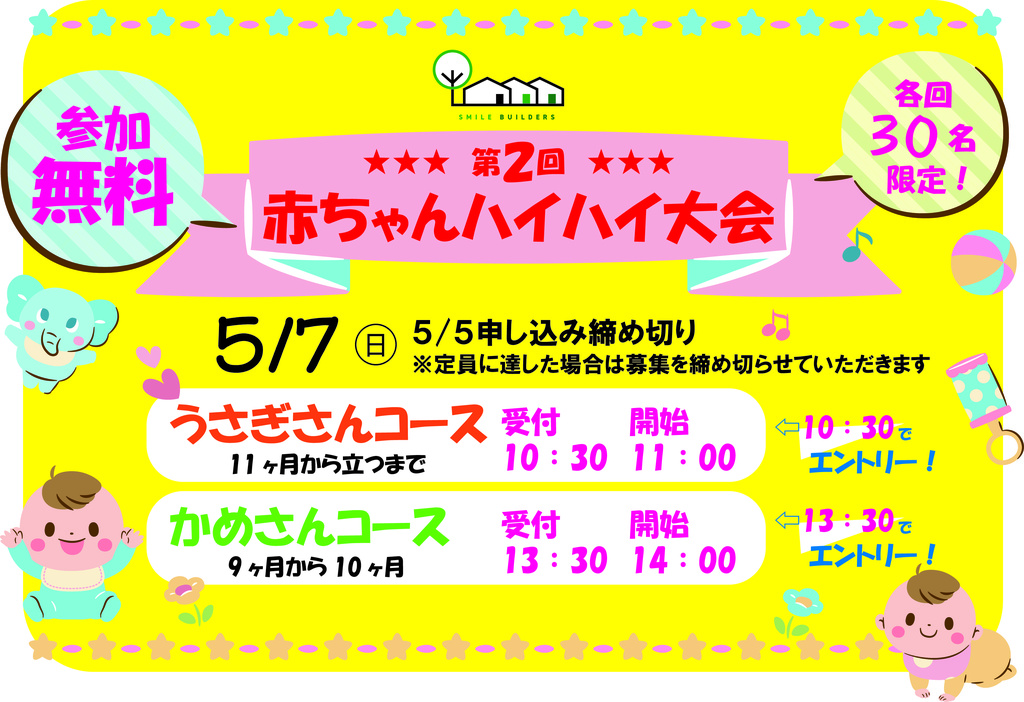 SMILE BUILDERS
参加
無料
各回
30名
限定！
★★★ 第2回 ★★★
赤ちゃんハイハイ大会
5/7 日
5/5申し込み締め切り
※定員に達した場合は募集を締め切らせていただきます
うさぎさんコース
11ヶ月から立つまで
受付 開始
10：30 11：00
⇦10：30で
エントリー！
かめさんコース
9ヶ月から10ヶ月
受付 開始
13：30 14：00
⇦13：30で
エントリー！